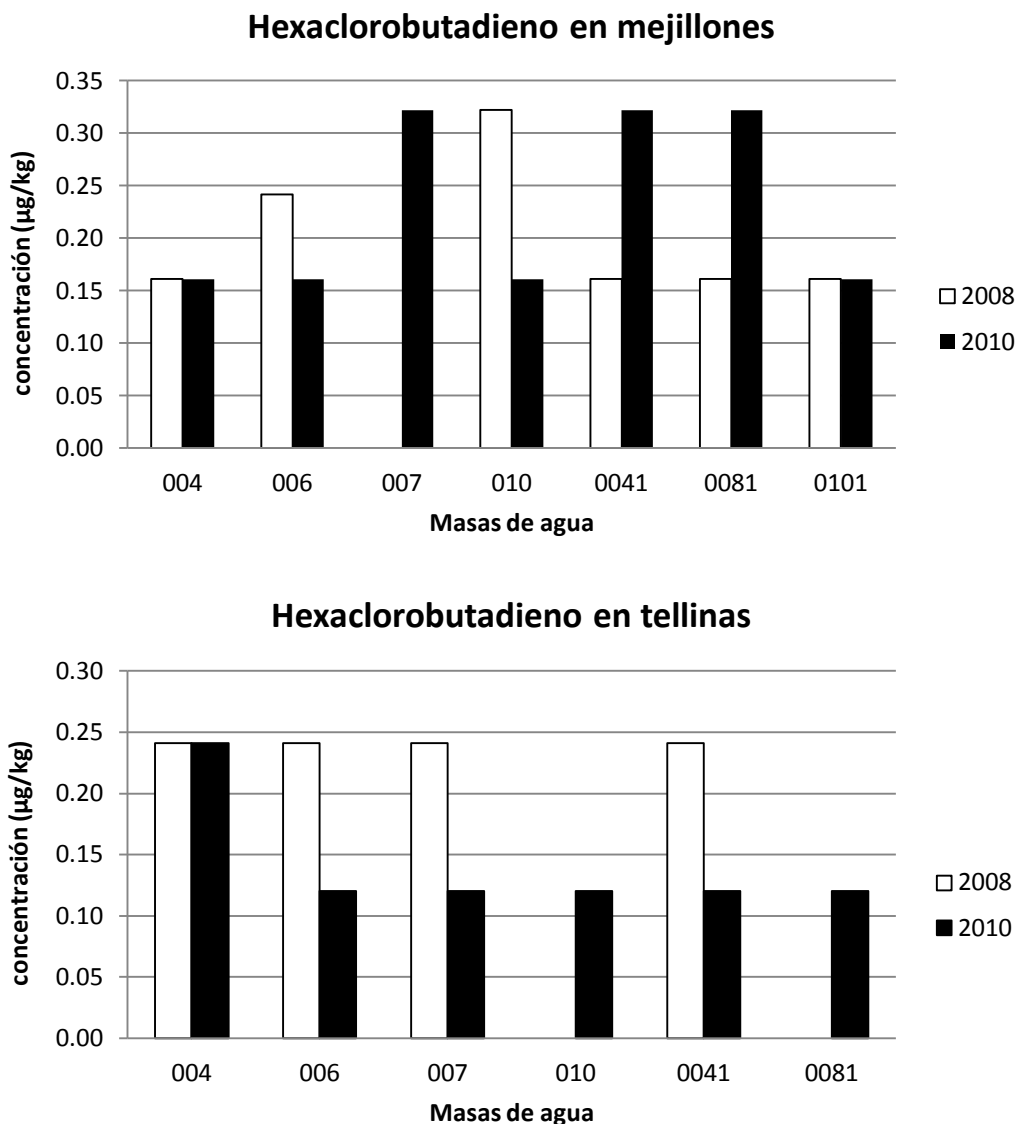 Hexaclorobutadieno en mejillones
concentración (µg/kg)
0.35
0.30
0.25
0.20
0.15
0.10
0.05
0.00
004 006 007 010 0041 0081 0101
Masas de agua
2008
2010
Hexaclorobutadieno en tellinas
concentración (µg/kg)
0.30
0.25
0.20
0.15
0.10
0.05
0.00
004 006 007 010 0041 0081
Masas de agua
2008
2010